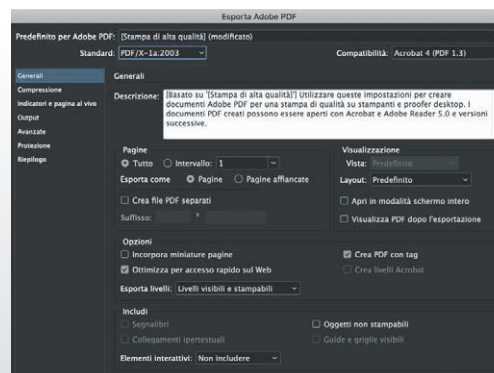 Esporta Adobe PDF
Predefinito per Adobe PDF: [Stampa di alta qualità] (modificato)
Standard: PDF/X-1a:2003 Compatibilità: Acrobat 4 (PDF 1.3)
Generali
Compressione
Indicatori e pagina al vivo
Output
Avanzate
Protezione
Riepilogo
Generali
Descrizione: [Basato su '[Stampa di alta qualità]'] Utilizzare queste impostazioni per creare
documenti Adobe PDF per una stampa di qualità su stampanti e proofer desktop. I
documenti PDF creati possono essere aperti con Acrobat e Adobe Reader 5.0 e versioni
successive.
Pagine
Tutto Intervallo: 1
Esporta come Pagine Pagine affiancate
Crea file PDF separati
Suffisso:
Visualizzazione
Vista: Predefinito
Layout: Predefinito
Apri in modalità schermo intero
Visualizza PDF dopo l'esportazione
Opzioni
Incorpora miniature pagine Crea PDF con tag
Ottimizza per accesso rapido sul Web Crea livelli Acrobat
Esporta livelli: Livelli visibili e stampabili
Includi
Segnalibri Oggetti non stampabili
Collegamenti ipertestuali Guide e griglie visibili
Elementi interattivi: Non includere